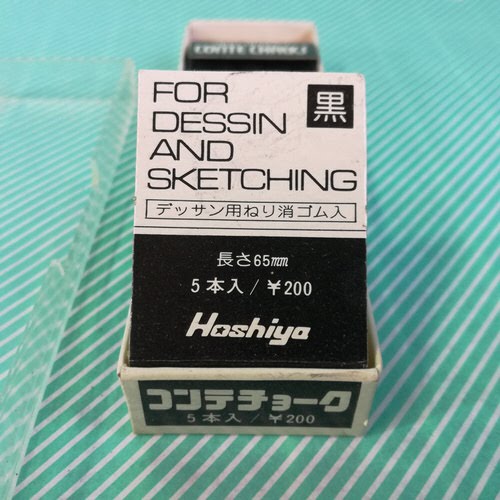 CONTE CHALK
FOR
黒
DESSIN
AND
SKETCHING
デッサン用ねり消ゴム入
長さ65mm
5本入/¥200
Hoshiya
コンテチョーク
5本入/¥200